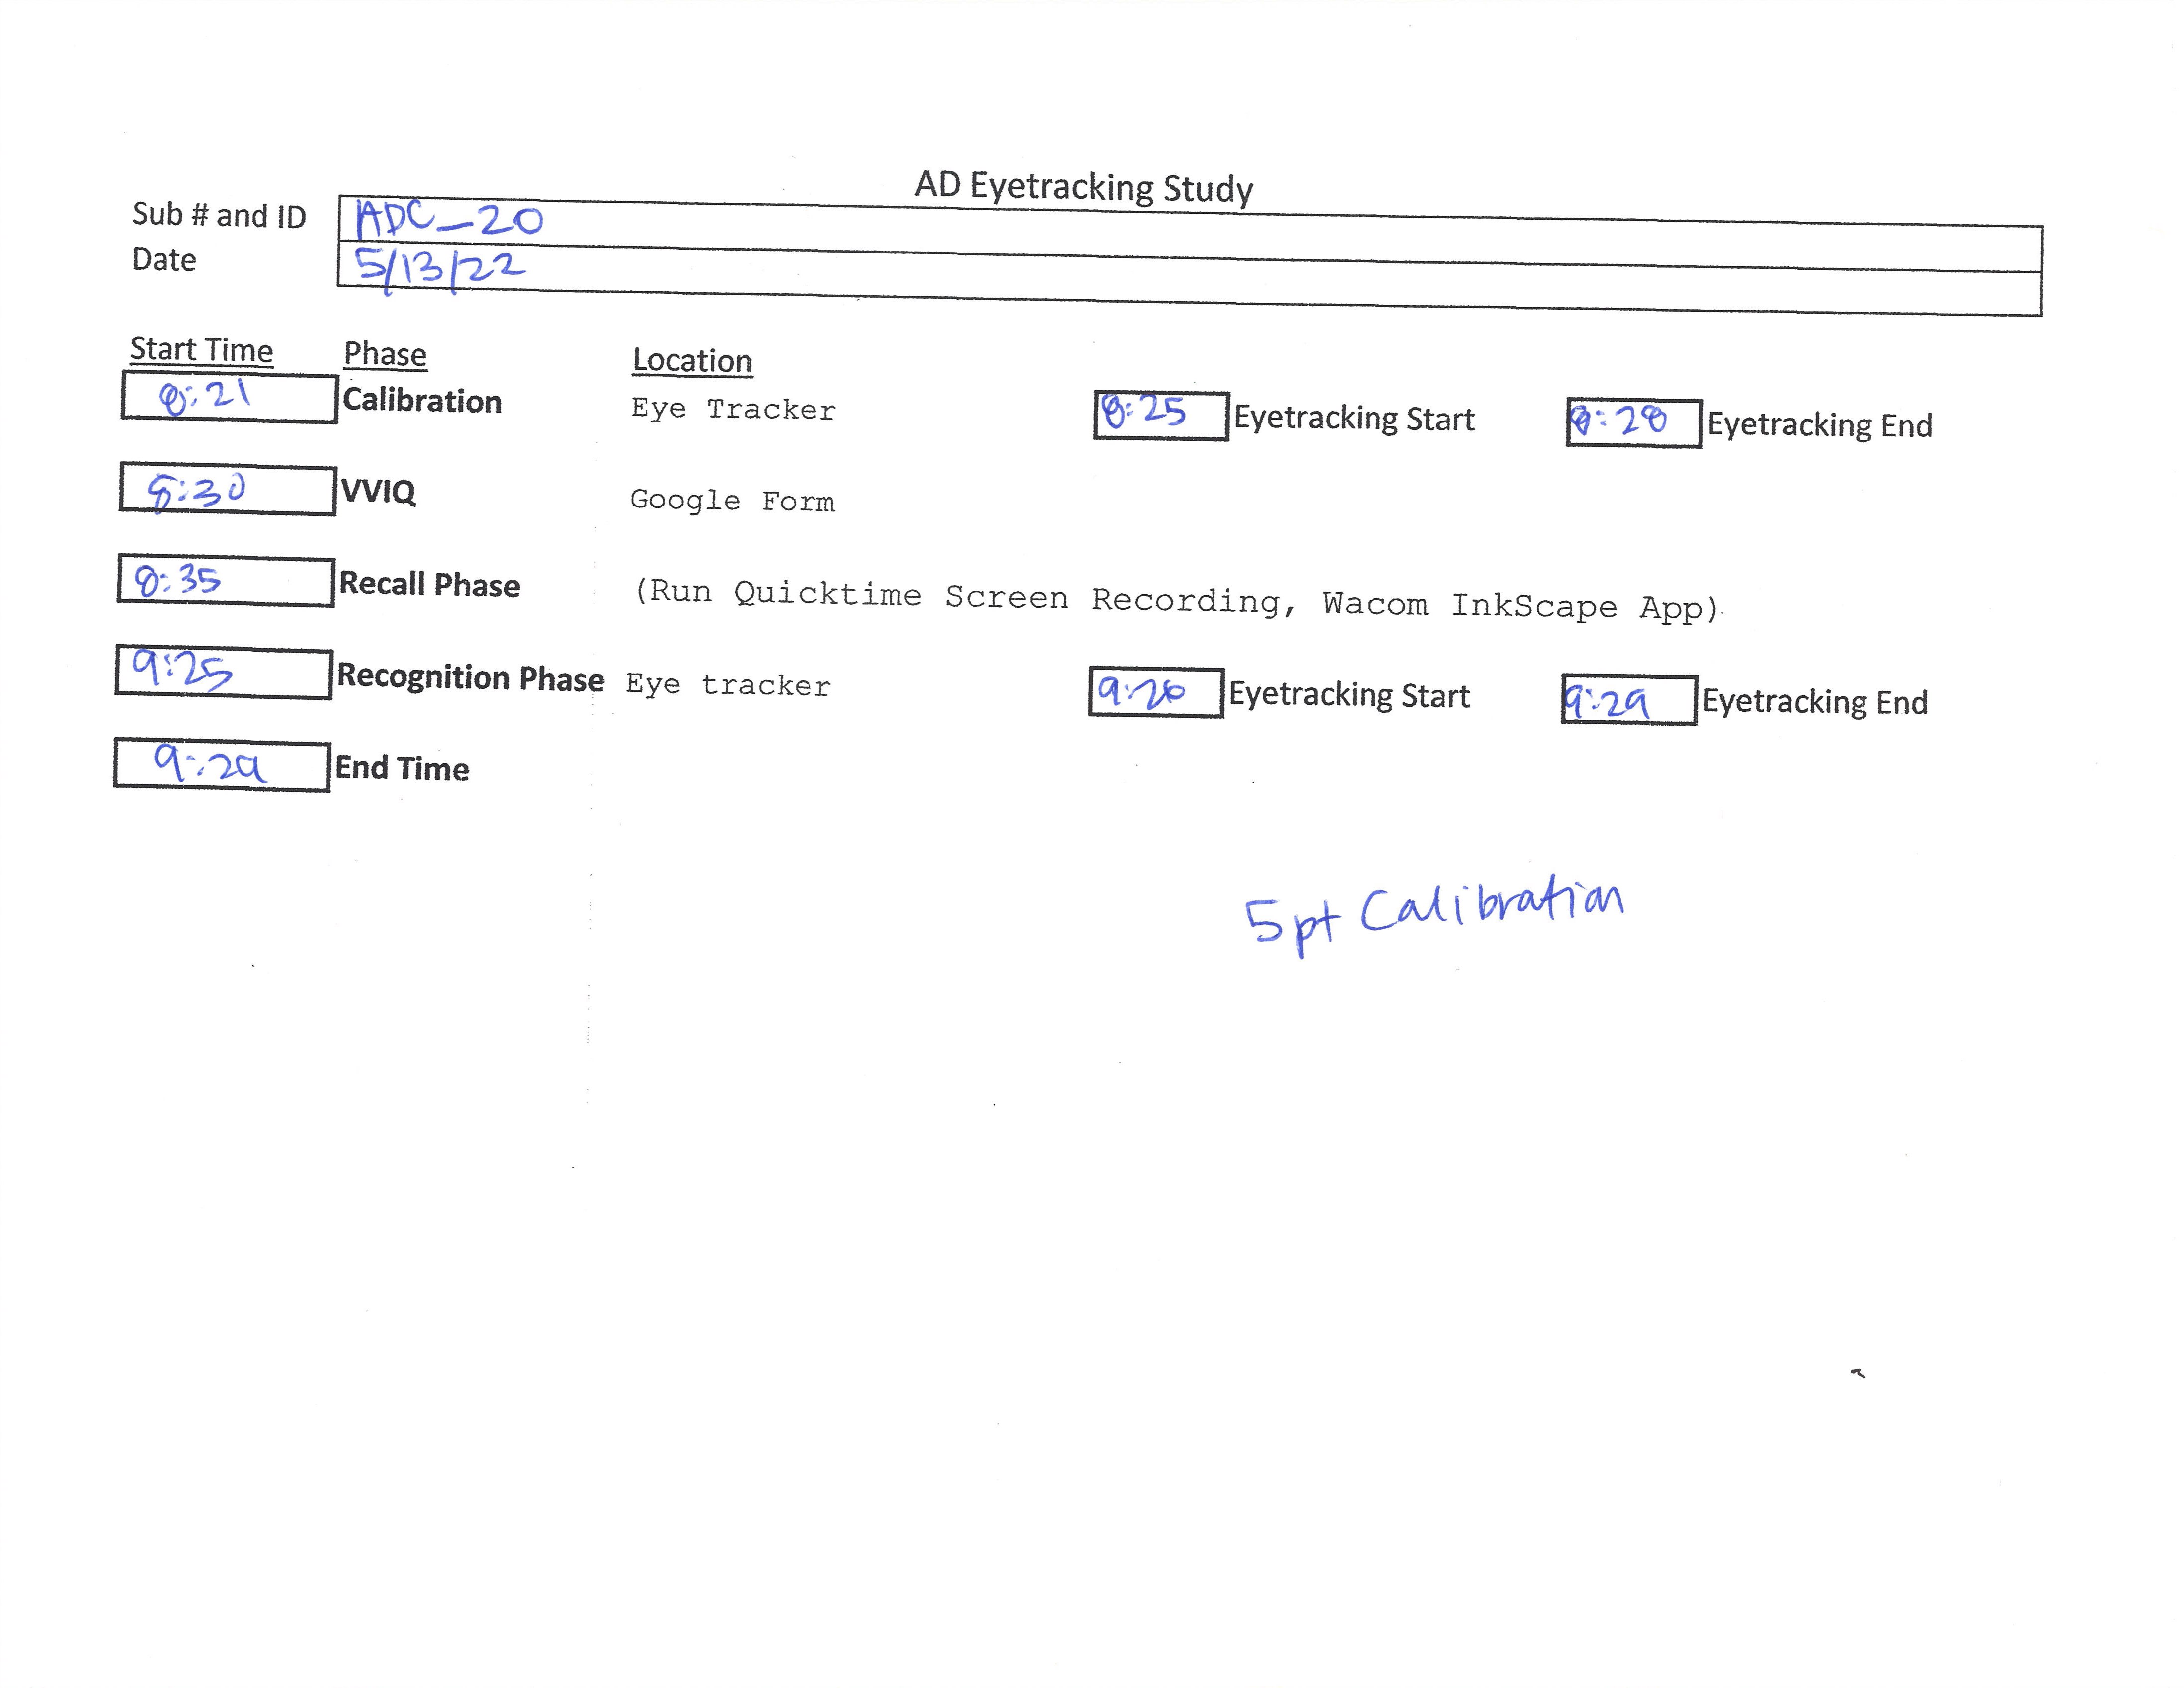 AD Eyetracking Study
Sub # and ID ADC_20
Date 5/13/22
Start Time Phase Location
8:21 Calibration Eye Tracker 8:25 Eyetracking Start 8:28 Eyetracking End
8:30 VVIQ Google Form
8:35 Recall Phase (Run Quicktime Screen Recording, Wacom InkScape App)
9:25 Recognition Phase Eye tracker Eyetracking Start 9:29 Eyetracking End
9:29 End Time
5pt Calibration